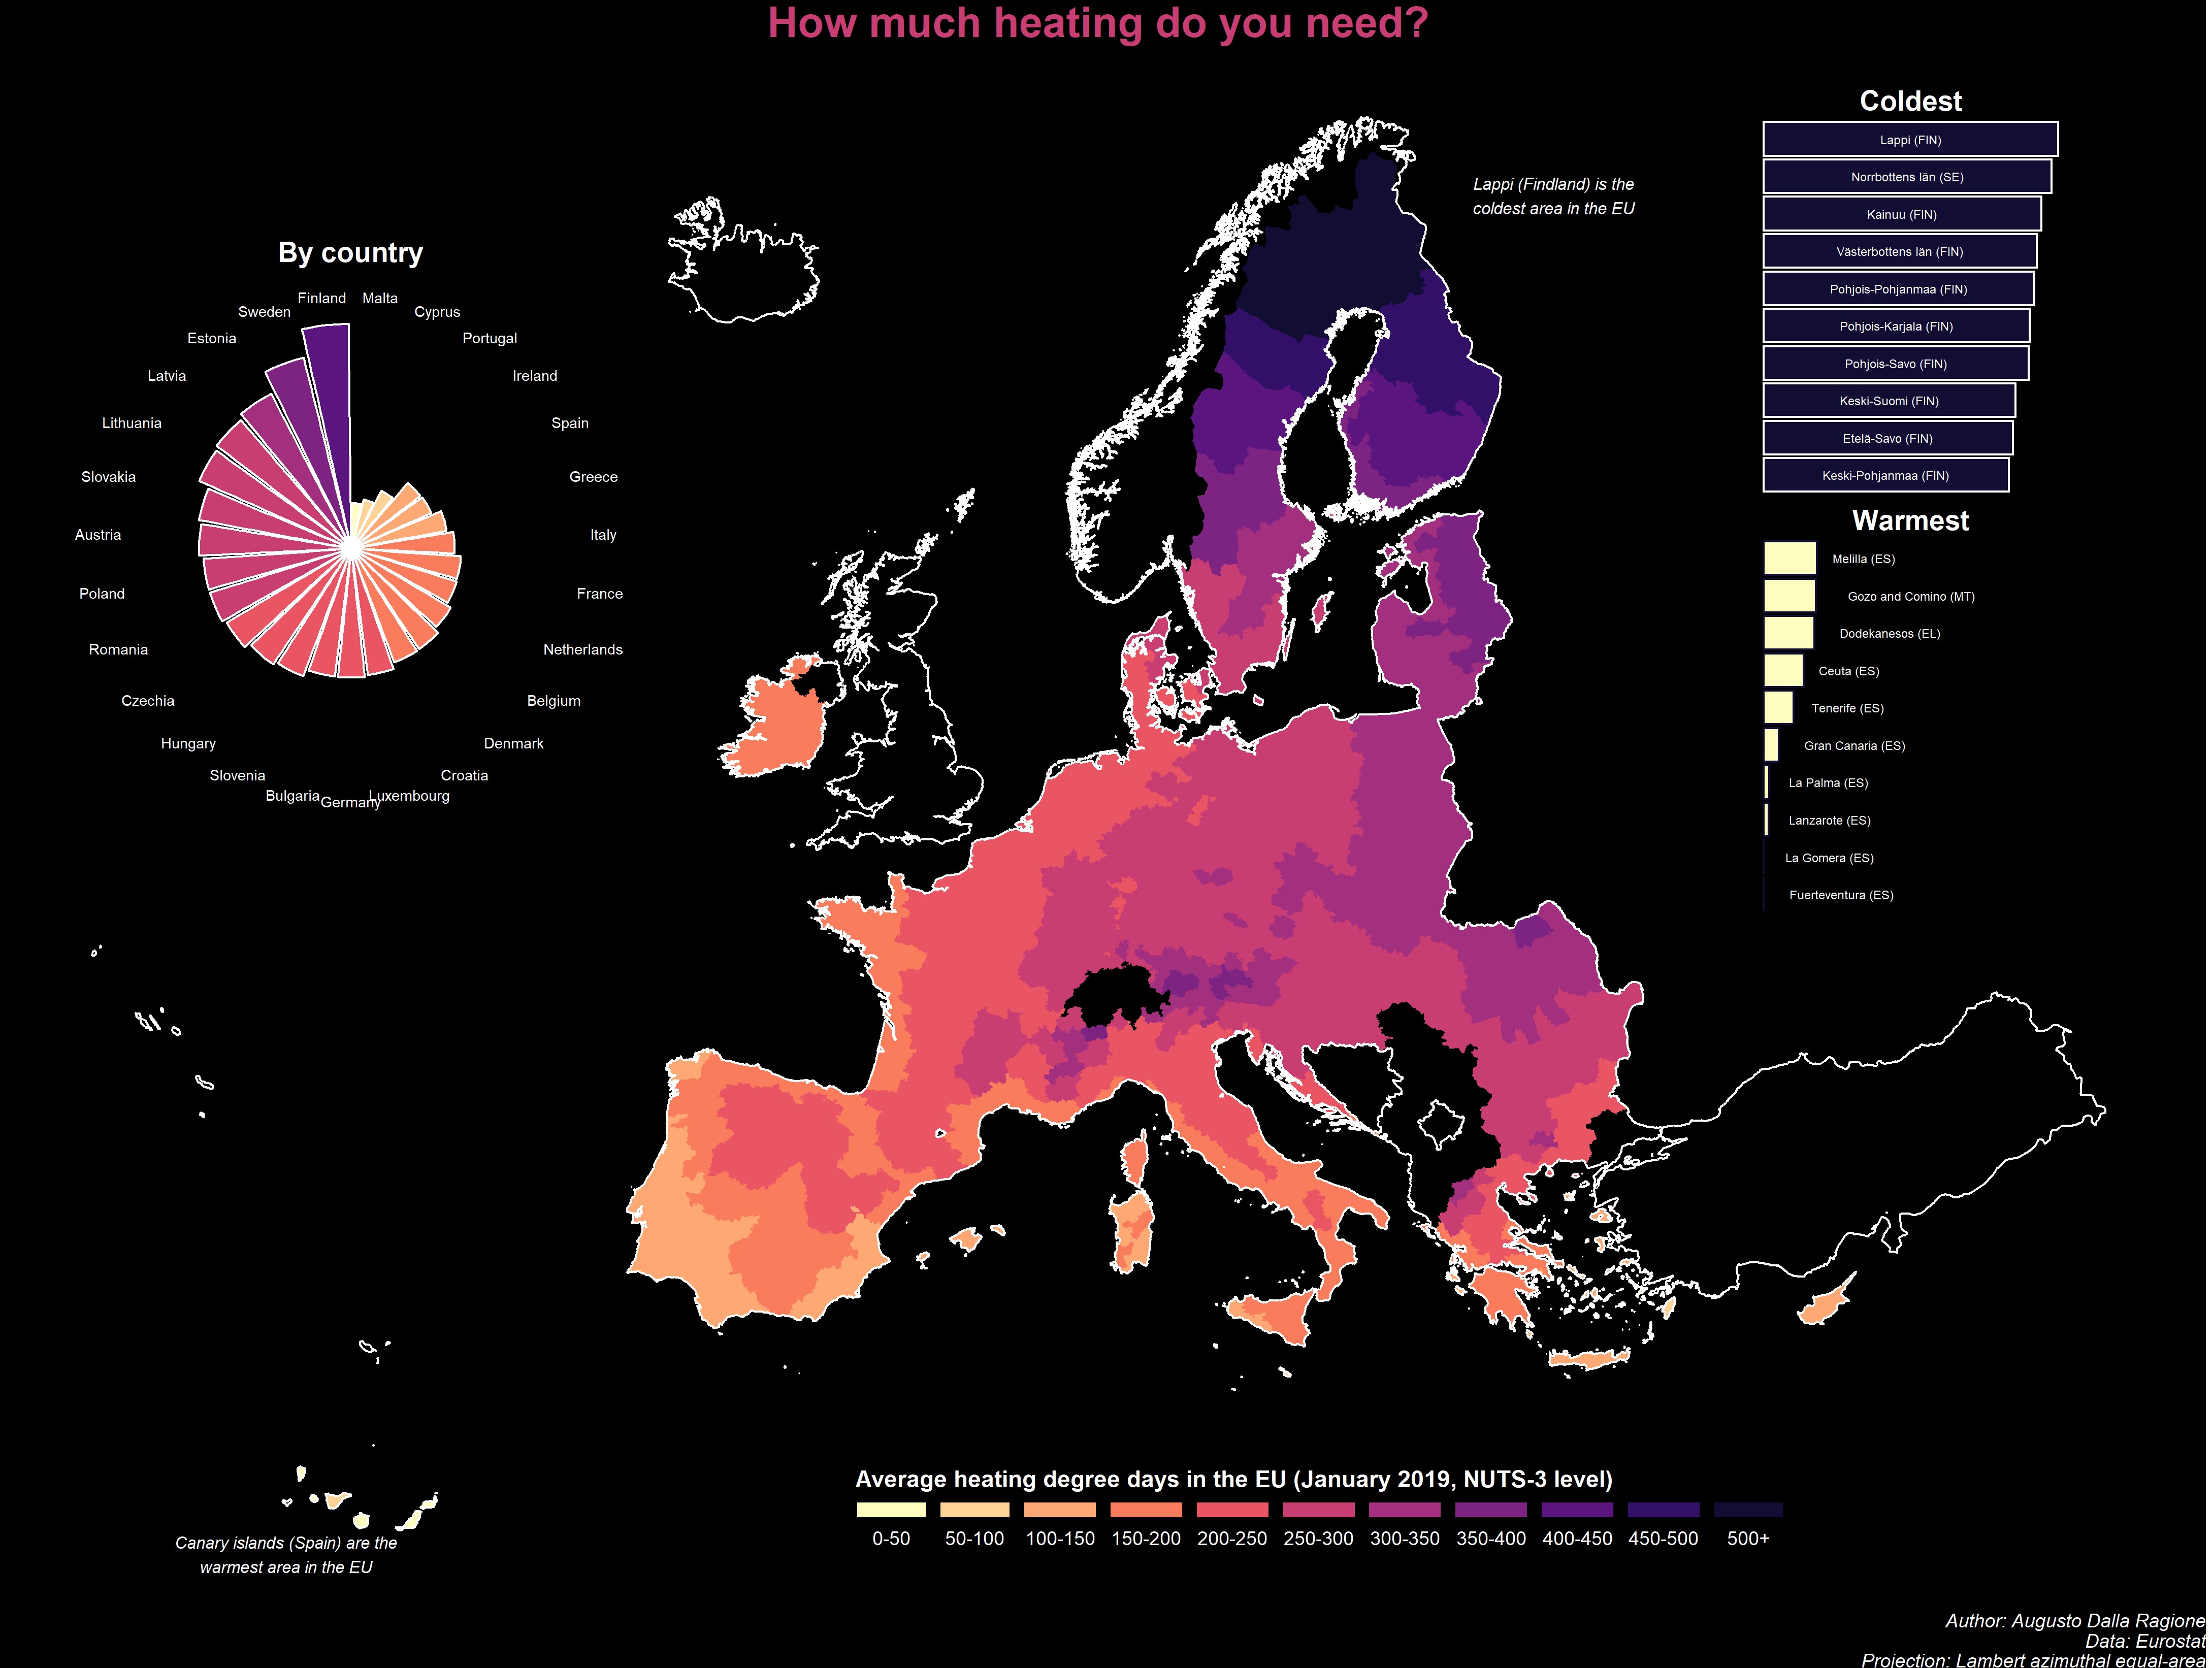 How much heating do you need?
Coldest
Lappi (FIN)
Norrbottens län (SE)
Kainuu (FIN)
Västerbottens län (FIN)
Pohjois-Pohjanmaa (FIN)
Pohjois-Karjala (FIN)
Pohjois-Savo (FIN)
Keski-Suomi (FIN)
Etelä-Savo (FIN)
Keski-Pohjanmaa (FIN)
Lappi (Findland) is the
coldest area in the EU
Warmest
Melilla (ES)
Gozo and Comino (MT)
Dodekanesos (EL)
Ceuta (ES)
Tenerife (ES)
Gran Canaria (ES)
La Palma (ES)
Lanzarote (ES)
La Gomera (ES)
Fuerteventura (ES)
By country
Finland
Malta
Sweden
Cyprus
Estonia
Portugal
Latvia
Ireland
Lithuania
Spain
Slovakia
Greece
Austria
Italy
Poland
France
Romania
Netherlands
Czechia
Belgium
Hungary
Denmark
Slovenia
Croatia
Bulgaria
Germany
Luxembourg
Average heating degree days in the EU (January 2019, NUTS-3 level)
0-50 50-100 100-150 150-200 200-250 250-300 300-350 350-400 400-450 450-500 500+
Canary islands (Spain) are the
warmest area in the EU
Author: Augusto Dalla Ragione
Data: Eurostat
Projection: Lambert azimuthal equal-area